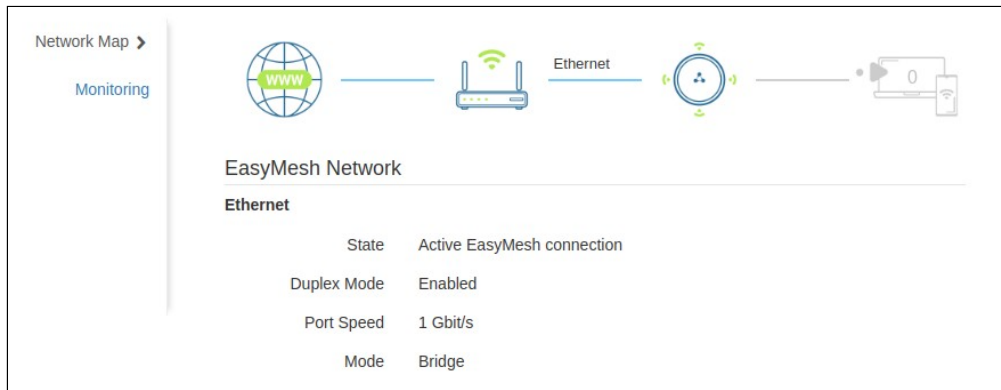 Network Map
Monitoring
WWW
Ethernet
0
EasyMesh Network
Ethernet
State Active EasyMesh connection
Duplex Mode Enabled
Port Speed 1 Gbit/s
Mode Bridge